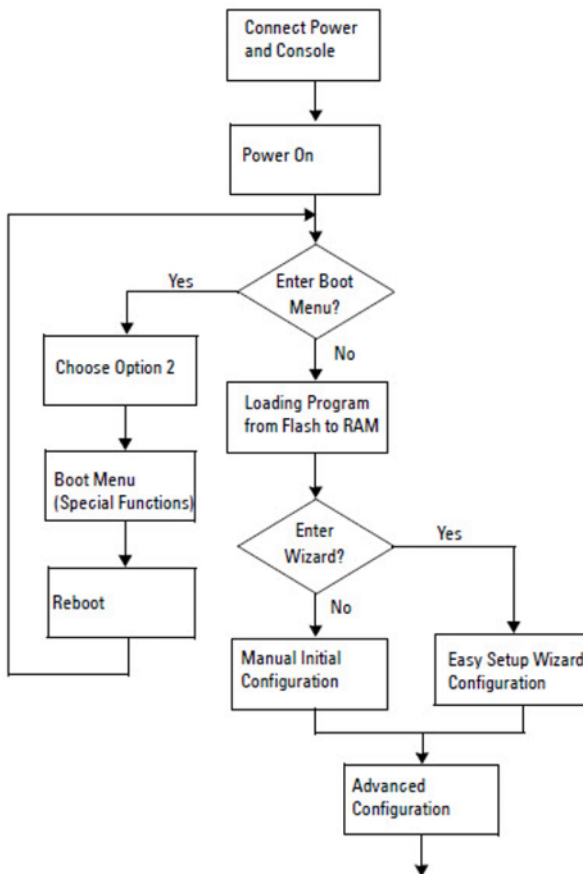 Connect Power
and Console
Power On
Enter Boot
Menu?
Yes
No
Choose Option 2
Loading Program
from Flash to RAM
Boot Menu
(Special Functions)
Enter
Wizard?
Yes
No
Reboot
Manual Initial
Configuration
Easy Setup Wizard
Configuration
Advanced
Configuration